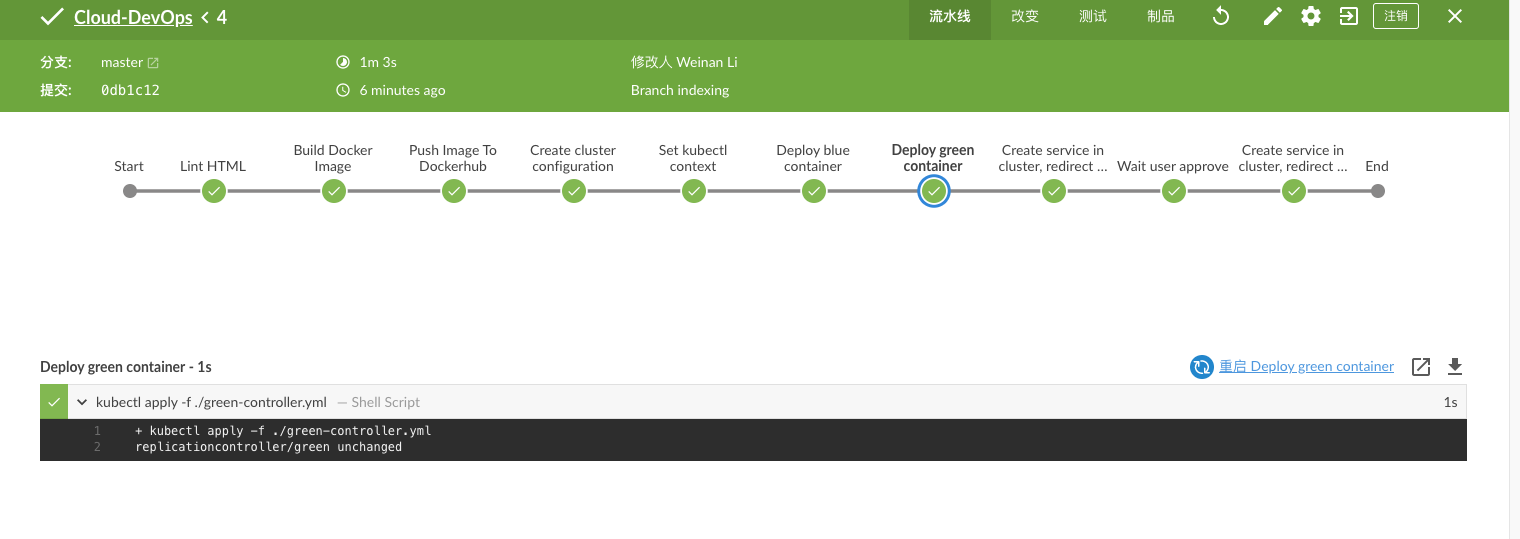 Cloud-DevOps < 4
流水线 改变 测试 制品 注销
分支: master 1m 3s 修改人 Weinan Li
提交: 0db1c12 6 minutes ago Branch indexing
Start
Lint HTML
Build Docker
Image
Push Image To
Dockerhub
Create cluster
configuration
Set kubectl
context
Deploy blue
container
Deploy green
container
Create service in
cluster, redirect ...
Wait user approve
Create service in
cluster, redirect ...
End
Deploy green container - 1s
重启 Deploy green container
kubectl apply -f ./green-controller.yml — Shell Script 1s
1 + kubectl apply -f ./green-controller.yml
2 replicationcontroller/green unchanged